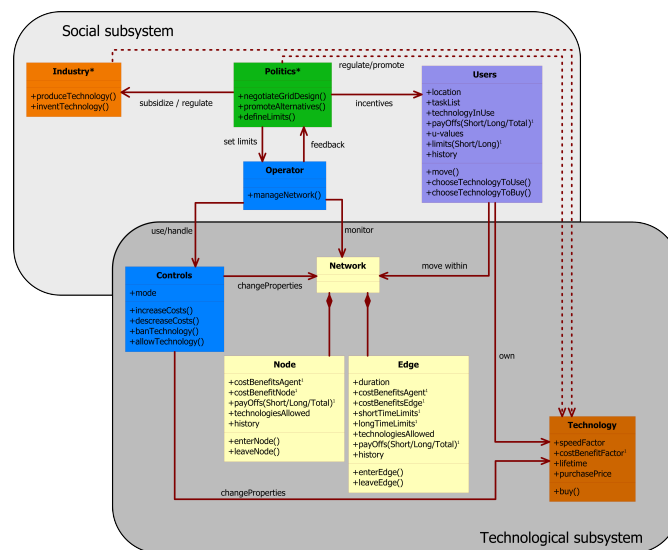 Social subsystem
Industry*
+produceTechnology()
+inventTechnology()
Politics*
+negotiateGridDesign()
+promoteAlternatives()
+defineLimits()
regulate/promote
Users
+location
+taskList
+technologyInUse
+payOffs(Short/Long/Total)¹
+u-values
+limits(Short/Long)¹
+history
+move()
+chooseTechnologyToUse()
+chooseTechnologyToBuy()
subsidize / regulate
incentives
set limits
feedback
Operator
+manageNetwork()
use/handle
monitor
Controls
+mode
+increaseCosts()
+descreaseCosts()
+banTechnology()
+allowTechnology()
changeProperties
Network
move within
Node
+costBenefitsAgent¹
+costBenefitNode¹
+payOffs(Short/Long/Total)¹
+technologiesAllowed
+history
+enterNode()
+leaveNode()
Edge
+duration
+costBenefitsAgent¹
+costBenefitsEdge¹
+shortTimeLimits¹
+longTimeLimits¹
+technologiesAllowed
+payOffs(Short/Long/Total)¹
+history
+enterEdge()
+leaveEdge()
own
Technology
+speedFactor
+costBenefitFactor¹
+lifetime
+purchasePrice
+buy()
changeProperties
Technological subsystem